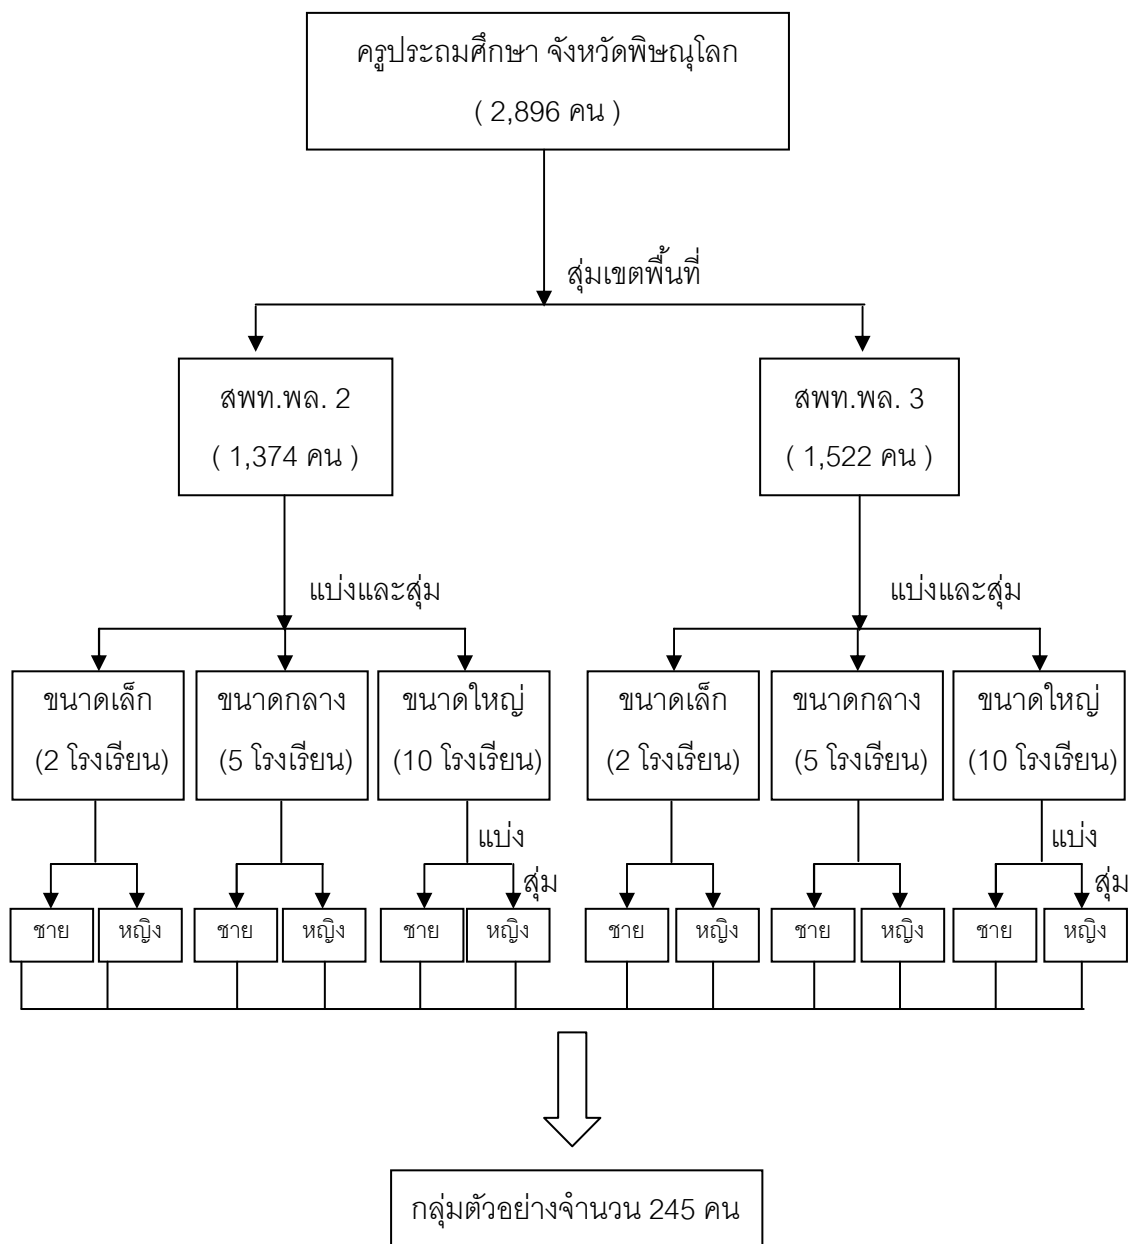 ครูประถมศึกษา จังหวัดพิษณุโลก
( 2,896 คน )
สุ่มเขตพื้นที่
สพท.พล. 2
( 1,374 คน )
สพท.พล. 3
( 1,522 คน )
แบ่งและสุ่ม
แบ่งและสุ่ม
ขนาดเล็ก
(2 โรงเรียน)
ขนาดกลาง
(5 โรงเรียน)
ขนาดใหญ่
(10 โรงเรียน)
ขนาดเล็ก
(2 โรงเรียน)
ขนาดกลาง
(5 โรงเรียน)
ขนาดใหญ่
(10 โรงเรียน)
แบ่ง
แบ่ง
สุ่ม
สุ่ม
ชาย
หญิง
ชาย
หญิง
ชาย
หญิง
ชาย
หญิง
ชาย
หญิง
ชาย
หญิง
กลุ่มตัวอย่างจำนวน 245 คน